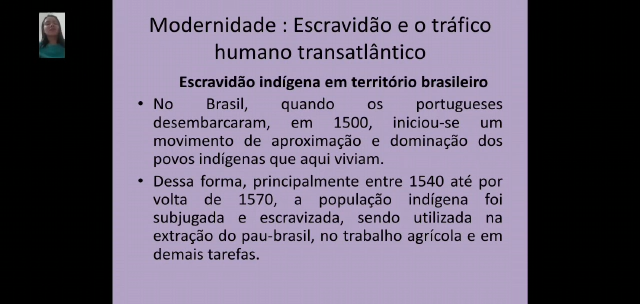 Modernidade : Escravidão e o tráfico
humano transatlântico
Escravidão indígena em território brasileiro
• No Brasil, quando os portugueses
desembarcaram, em 1500, iniciou-se um
movimento de aproximação e dominação dos
povos indígenas que aqui viviam.
• Dessa forma, principalmente entre 1540 até por
volta de 1570, a população indígena foi
subjugada e escravizada, sendo utilizada na
extração do pau-brasil, no trabalho agrícola e em
demais tarefas.